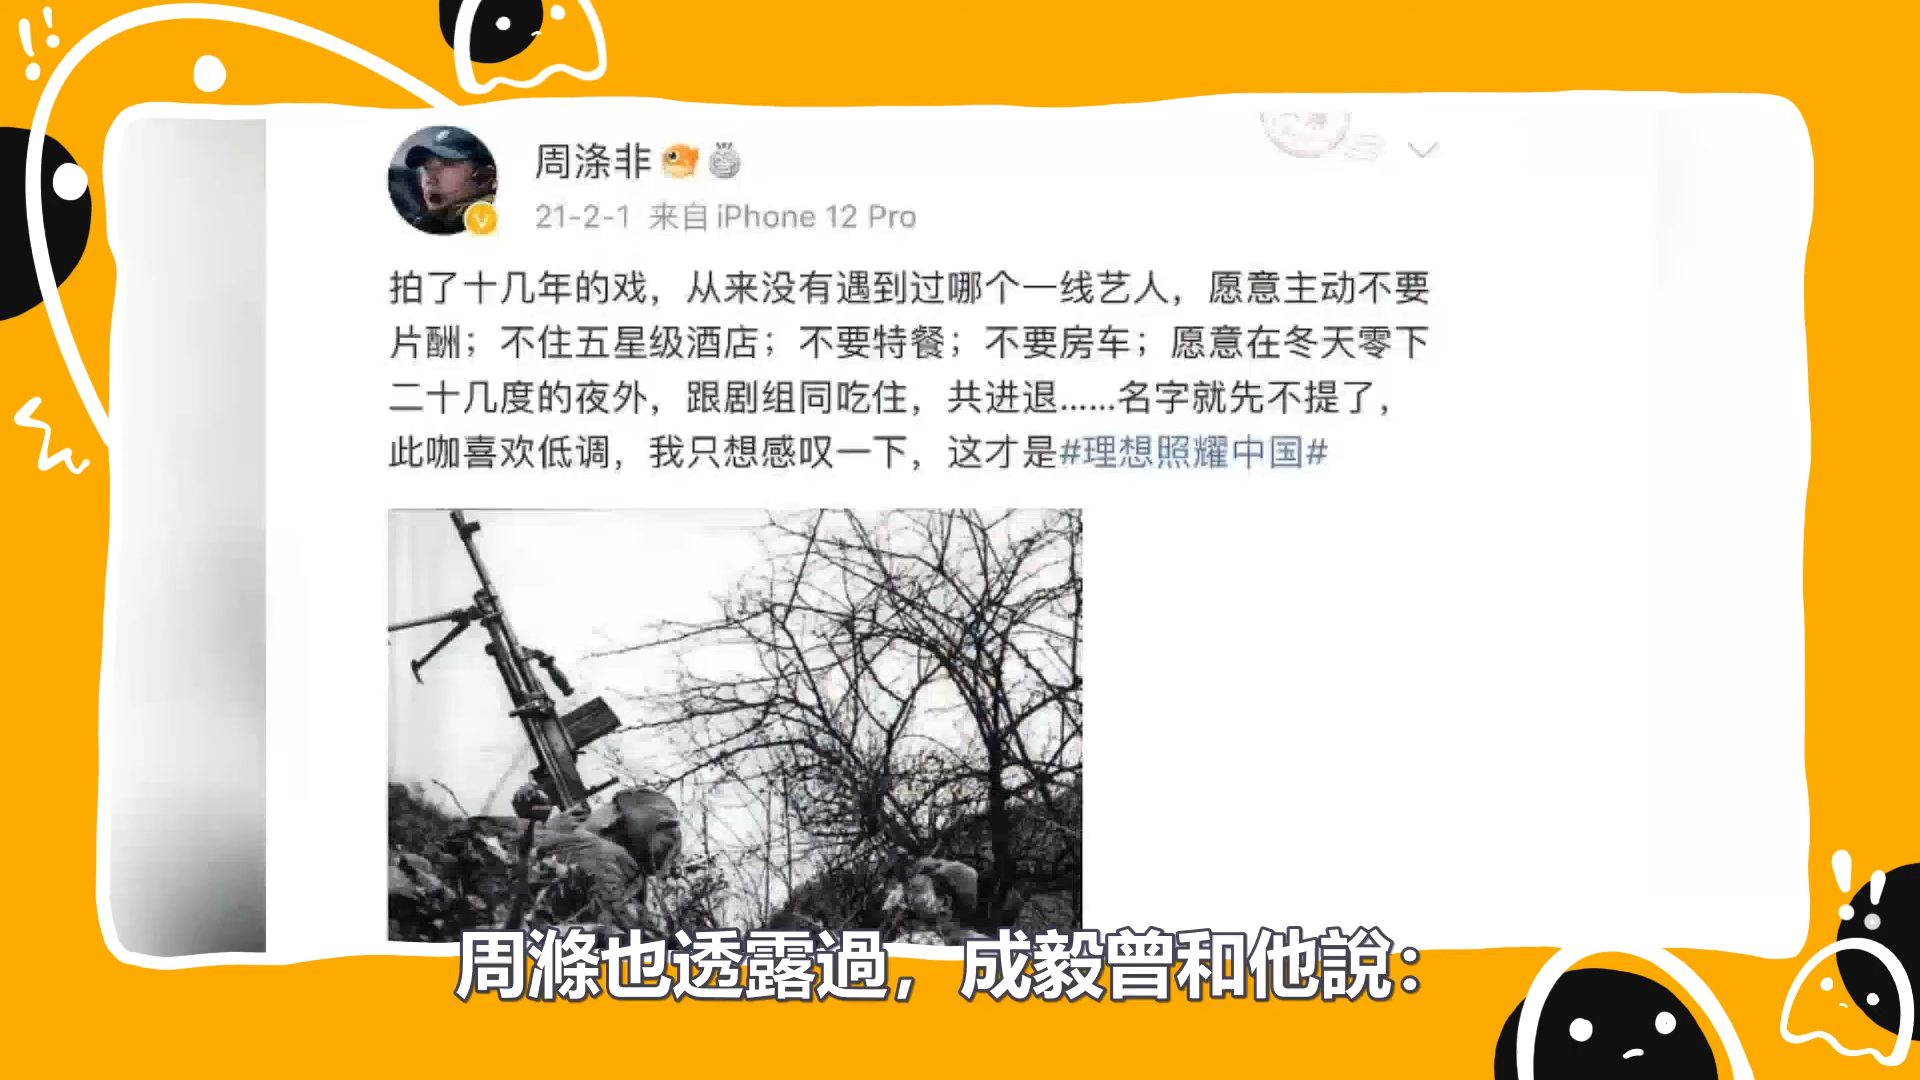 周涤非
21-2-1 来自 iPhone 12 Pro
拍了十几年的戏，从来没有遇到过哪个一线艺人，愿意主动不要
片酬；不住五星级酒店；不要特餐；不要房车；愿意在冬天零下
二十几度的夜外，跟剧组同吃住，共进退......名字就先不提了，
此咖喜欢低调，我只想感叹一下，这才是#理想照耀中国#
周滌也透露過，成毅曾和他說：